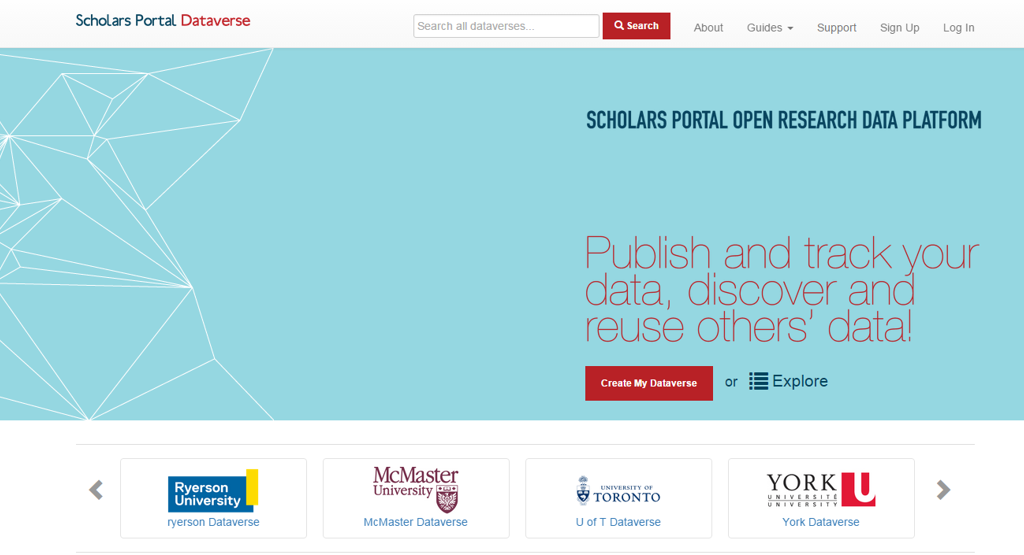 Scholars Portal Dataverse
Search all dataverses...
Search
About
Guides
Support
Sign Up
Log In
SCHOLARS PORTAL OPEN RESEARCH DATA PLATFORM
Publish and track your
data, discover and
reuse others' data!
Create My Dataverse
or
Explore
Ryerson
University
ryerson Dataverse
McMaster
University
McMaster Dataverse
UNIVERSITY OF
TORONTO
U of T Dataverse
YORK
UNIVERSITÉ
UNIVERSITY
U
York Dataverse